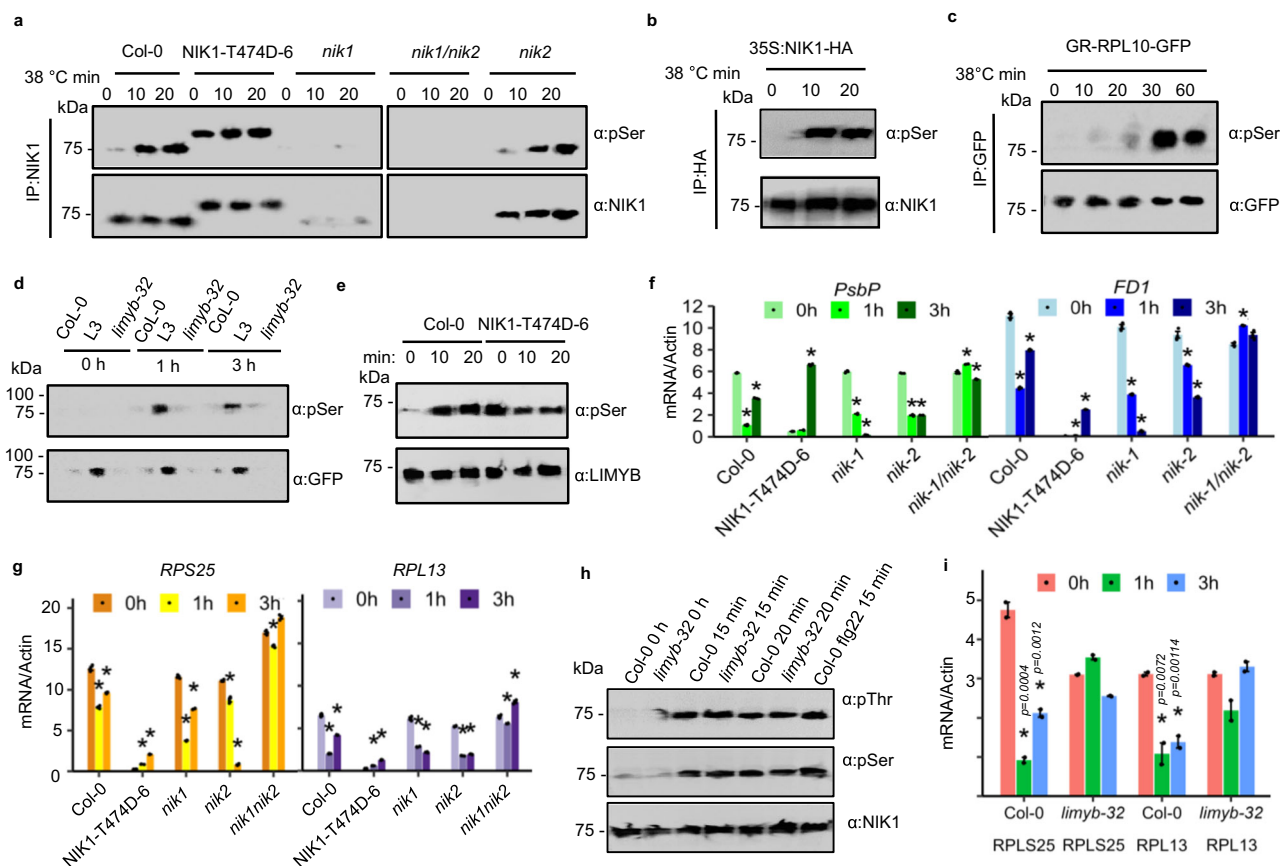 a
Col-0 NIK1-T474D-6 nik1 nik1/nik2 nik2
38 °C min
0 10 20 0 10 20 0 10 20 0 10 20 0 10 20
kDa
IP:NIK1
75 -
α:pSer
75 -
α:NIK1
b
35S:NIK1-HA
38 °C min
0 10 20
kDa
IP:HA
75 -
α:pSer
75 -
α:NIK1
c
GR-RPL10-GFP
38°C min
0 10 20 30 60
kDa
IP:GFP
75 -
α:pSer
75 -
α:GFP
d
CoL-0 L3 limyb-32 CoL-0 L3 limyb-32 CoL-0 L3 limyb-32
0 h 1 h 3 h
kDa
100 -
75 -
α:pSer
100 -
75 -
α:GFP
e
Col-0 NIK1-T474D-6
min: 0 10 20 0 10 20
kDa
75 -
α:pSer
75 -
α:LIMYB
f
PsbP FD1
0h 1h 3h 0h 1h 3h
mRNA/Actin
12
10
8
6
4
2
0
* * * * * * * * * * * * * * * * * *
Col-0 NIK1-T474D-6 nik-1 nik-2 nik-1/nik-2 Col-0 NIK1-T474D-6 nik-1 nik-2 nik-1/nik-2
g
RPS25 RPL13
0h 1h 3h 0h 1h 3h
mRNA/Actin
20
15
10
5
0
* * * * * * * * * * * * * * * * * * *
Col-0 NIK1-T474D-6 nik1 nik2 nik1nik2 Col-0 NIK1-T474D-6 nik1 nik2 nik1nik2
h
Col-0 0 h limyb-32 0 h Col-0 15 min limyb-32 15 min Col-0 20 min limyb-32 20 min Col-0 flg22 15 min
kDa
75 -
α:pThr
75 -
α:pSer
75 -
α:NIK1
i
0h 1h 3h
mRNA/Actin
5
4
3
2
1
0
p=0.0004 p=0.0012 p=0.0072 p=0.00114
* * * *
Col-0 limyb-32 Col-0 limyb-32
RPLS25 RPLS25 RPL13 RPL13